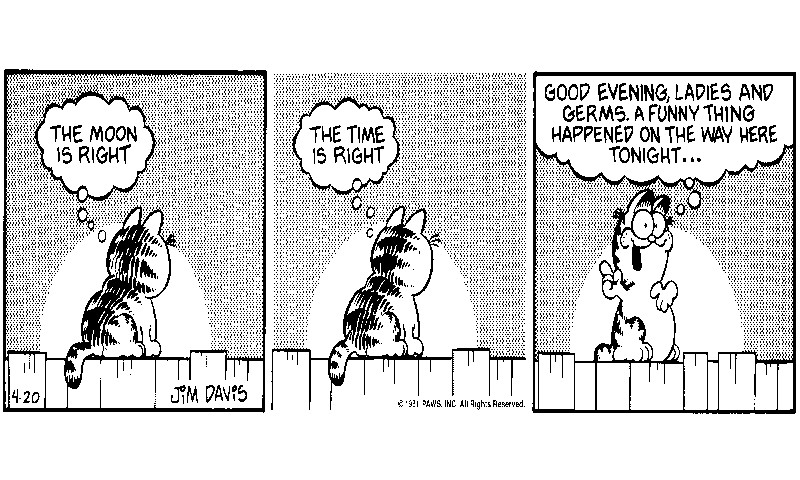 THE MOON
IS RIGHT
4.20
JIM DAVIS
THE TIME
IS RIGHT
© 1981 PAWS, INC. All Rights Reserved.
GOOD EVENING, LADIES AND
GERMS. A FUNNY THING
HAPPENED ON THE WAY HERE
TONIGHT...